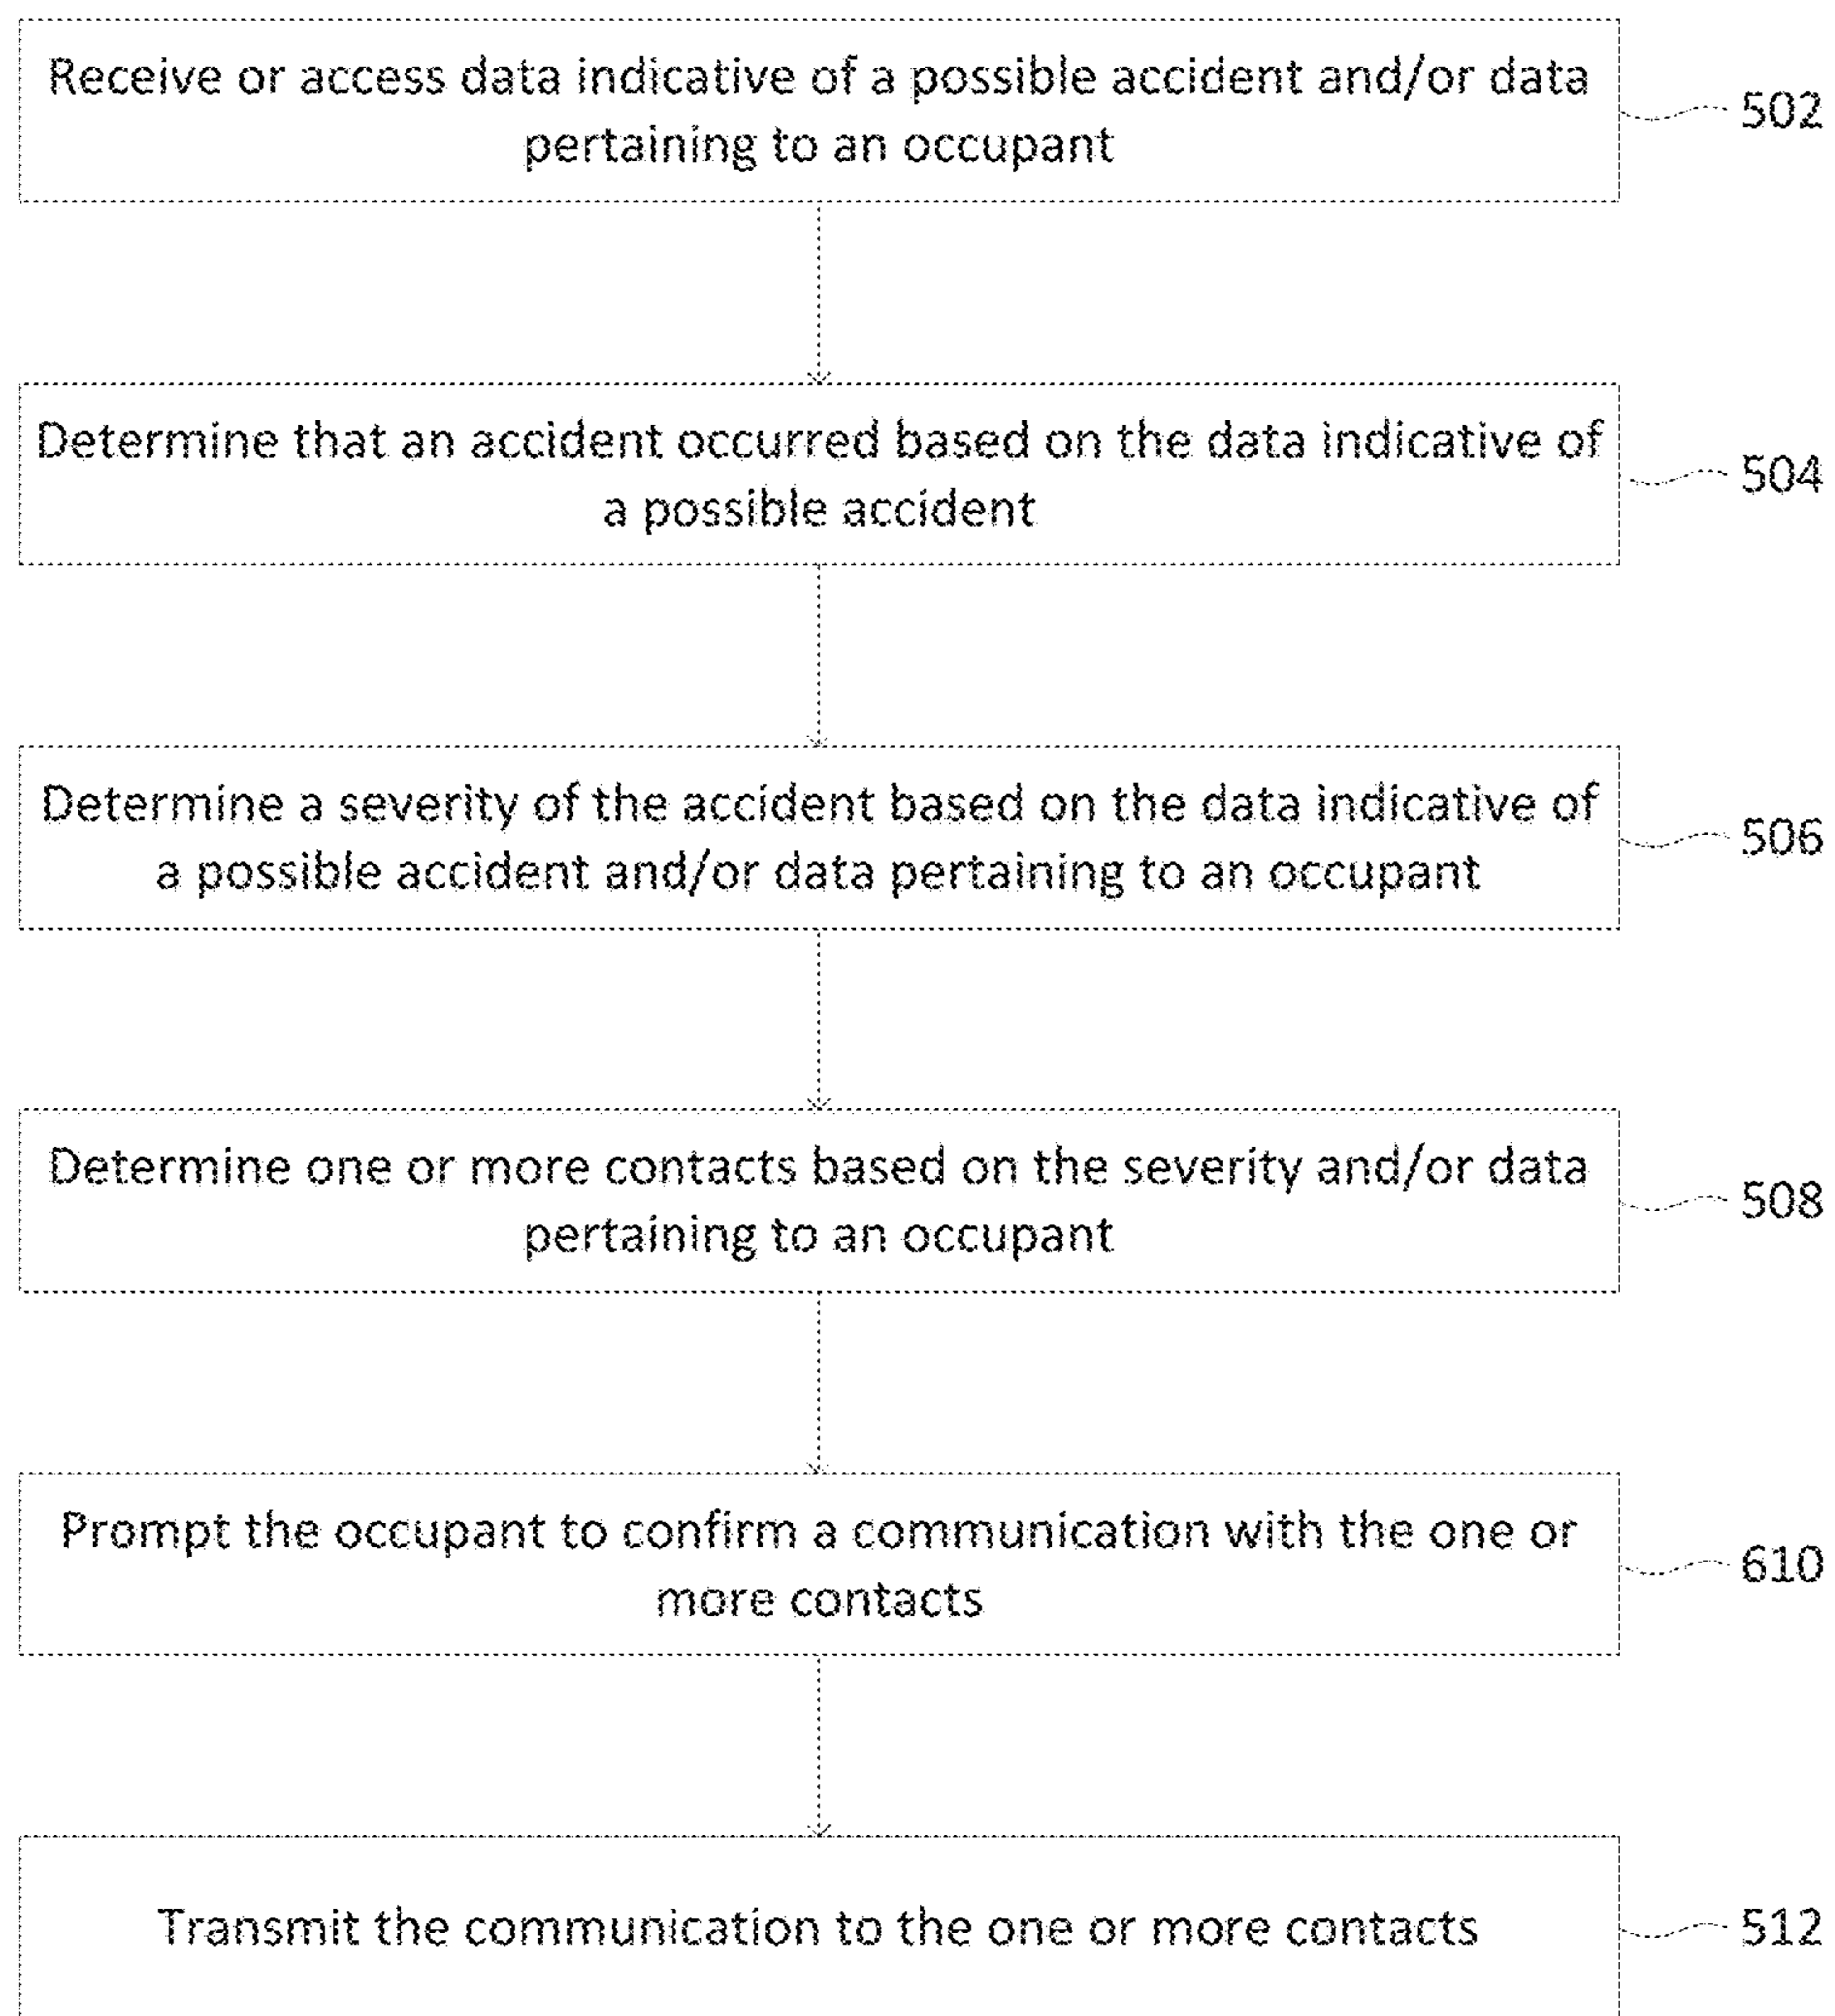 Receive or access data indicative of a possible accident and/or data
pertaining to an occupant
502
Determine that an accident occurred based on the data indicative of
a possible accident
504
Determine a severity of the accident based on the data indicative of
a possible accident and/or data pertaining to an occupant
506
Determine one or more contacts based on the severity and/or data
pertaining to an occupant
508
Prompt the occupant to confirm a communication with the one or
more contacts
610
Transmit the communication to the one or more contacts
512